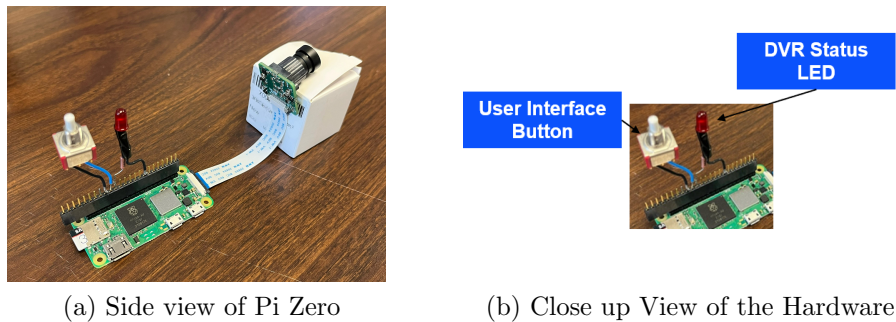 DVR Status
LED
User Interface
Button
(a) Side view of Pi Zero
(b) Close up View of the Hardware